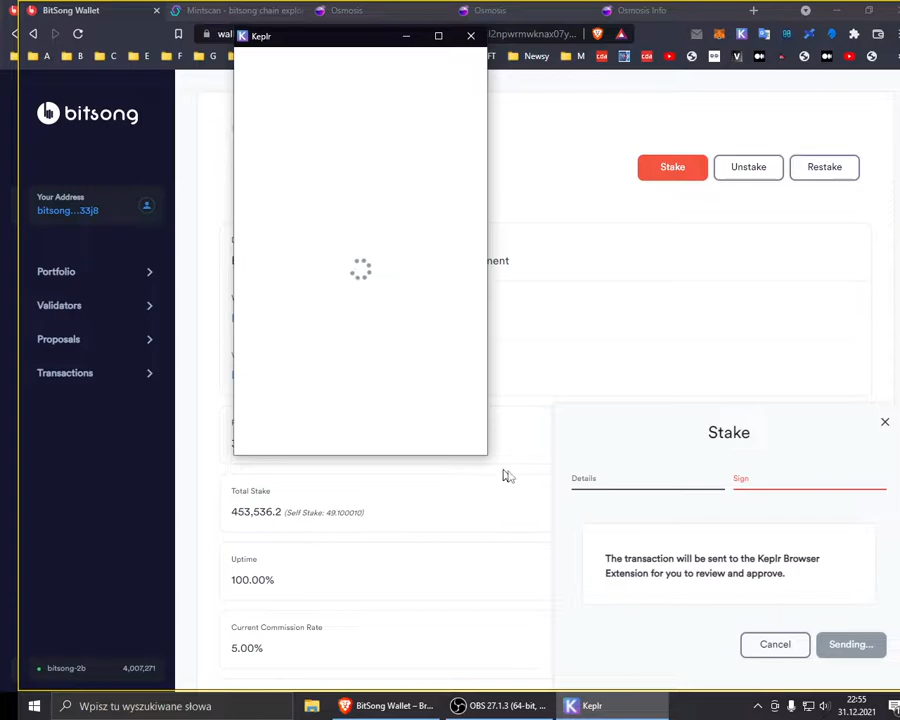 BitSong Wallet
Mintscan - bitsong chain explo
Osmosis
Osmosis
Osmosis Info
Keplr
wal
l2npwrmwknax07y...
A
B
C
E
F
G
Newsy
M
bitsong
Your Address
bitsong...33j8
Portfolio
Validators
Proposals
Transactions
bitsong-2b
4,007,271
Stake
Unstake
Restake
ment
Total Stake
453,536.2 (Self Stake: 49.100010)
Uptime
100.00%
Current Commission Rate
5.00%
Stake
Details
Sign
The transaction will be sent to the Keplr Browser
Extension for you to review and approve.
Cancel
Sending...
Wpisz tu wyszukiwane słowa
BitSong Wallet – Br...
OBS 27.1.3 (64-bit, ...
Keplr
22:55
31.12.2021